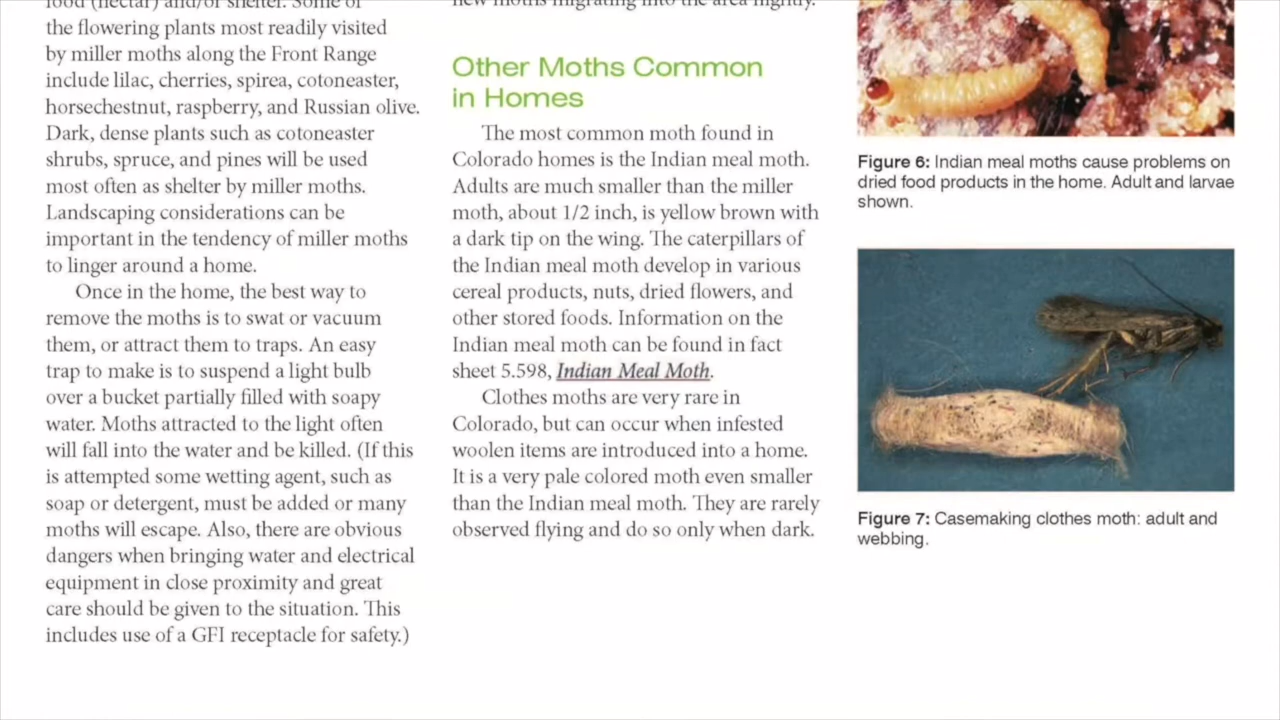 food (nectar) and/or shelter. Some of
the flowering plants most readily visited
by miller moths along the Front Range
include lilac, cherries, spirea, cotoneaster,
horsechestnut, raspberry, and Russian olive.
Dark, dense plants such as cotoneaster
shrubs, spruce, and pines will be used
most often as shelter by miller moths.
Landscaping considerations can be
important in the tendency of miller moths
to linger around a home.
Once in the home, the best way to
remove the moths is to swat or vacuum
them, or attract them to traps. An easy
trap to make is to suspend a light bulb
over a bucket partially filled with soapy
water. Moths attracted to the light often
will fall into the water and be killed. (If this
is attempted some wetting agent, such as
soap or detergent, must be added or many
moths will escape. Also, there are obvious
dangers when bringing water and electrical
equipment in close proximity and great
care should be given to the situation. This
includes use of a GFI receptacle for safety.)
new moths migrating into the area nightly.
Other Moths Common
in Homes
The most common moth found in
Colorado homes is the Indian meal moth.
Adults are much smaller than the miller
moth, about 1/2 inch, is yellow brown with
a dark tip on the wing. The caterpillars of
the Indian meal moth develop in various
cereal products, nuts, dried flowers, and
other stored foods. Information on the
Indian meal moth can be found in fact
sheet 5.598, Indian Meal Moth.
Clothes moths are very rare in
Colorado, but can occur when infested
woolen items are introduced into a home.
It is a very pale colored moth even smaller
than the Indian meal moth. They are rarely
observed flying and do so only when dark.
Figure 6: Indian meal moths cause problems on
dried food products in the home. Adult and larvae
shown.
Figure 7: Casemaking clothes moth: adult and
webbing.